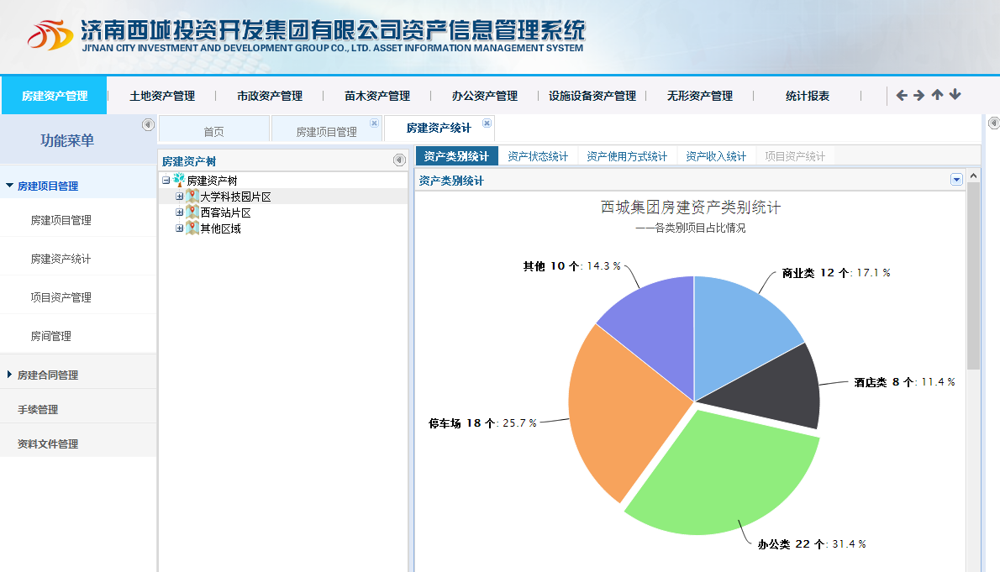 济南西城投资开发集团有限公司资产信息管理系统
JI'NAN CITY INVESTMENT AND DEVELOPMENT GROUP CO., LTD. ASSET INFORMATION MANAGEMENT SYSTEM
房建资产管理 土地资产管理 市政资产管理 苗木资产管理 办公资产管理 设施设备资产管理 无形资产管理 统计报表
功能菜单
房建项目管理
房建项目管理
房建资产统计
项目资产管理
房间管理
房建合同管理
手续管理
资料文件管理
首页 房建项目管理 房建资产统计
房建资产树
房建资产树
大学科技园片区
西客站片区
其他区域
资产类别统计 资产状态统计 资产使用方式统计 资产收入统计 项目资产统计
资产类别统计
西城集团房建资产类别统计
——各类别项目占比情况
其他 10 个: 14.3 %
商业类 12 个: 17.1 %
酒店类 8 个: 11.4 %
停车场 18 个: 25.7 %
办公类 22 个: 31.4 %